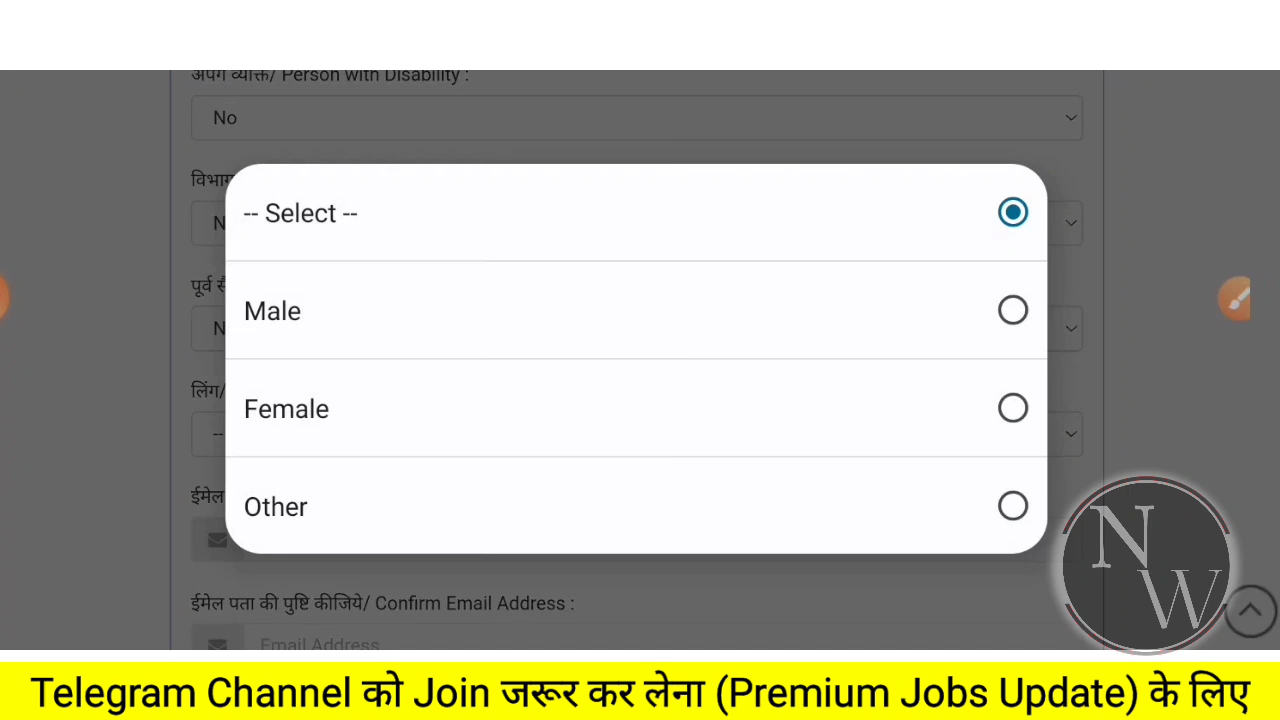 अपंग व्यक्ति/ Person with Disability :
No
विभाग
N
-- Select --
पूर्व
N
Male
लिंग/
--
Female
ईमेल
Other
N
W
ईमेल पता की पुष्टि कीजिये/ Confirm Email Address :
Email Address
Telegram Channel को Join जरूर कर लेना (Premium Jobs Update) के लिए